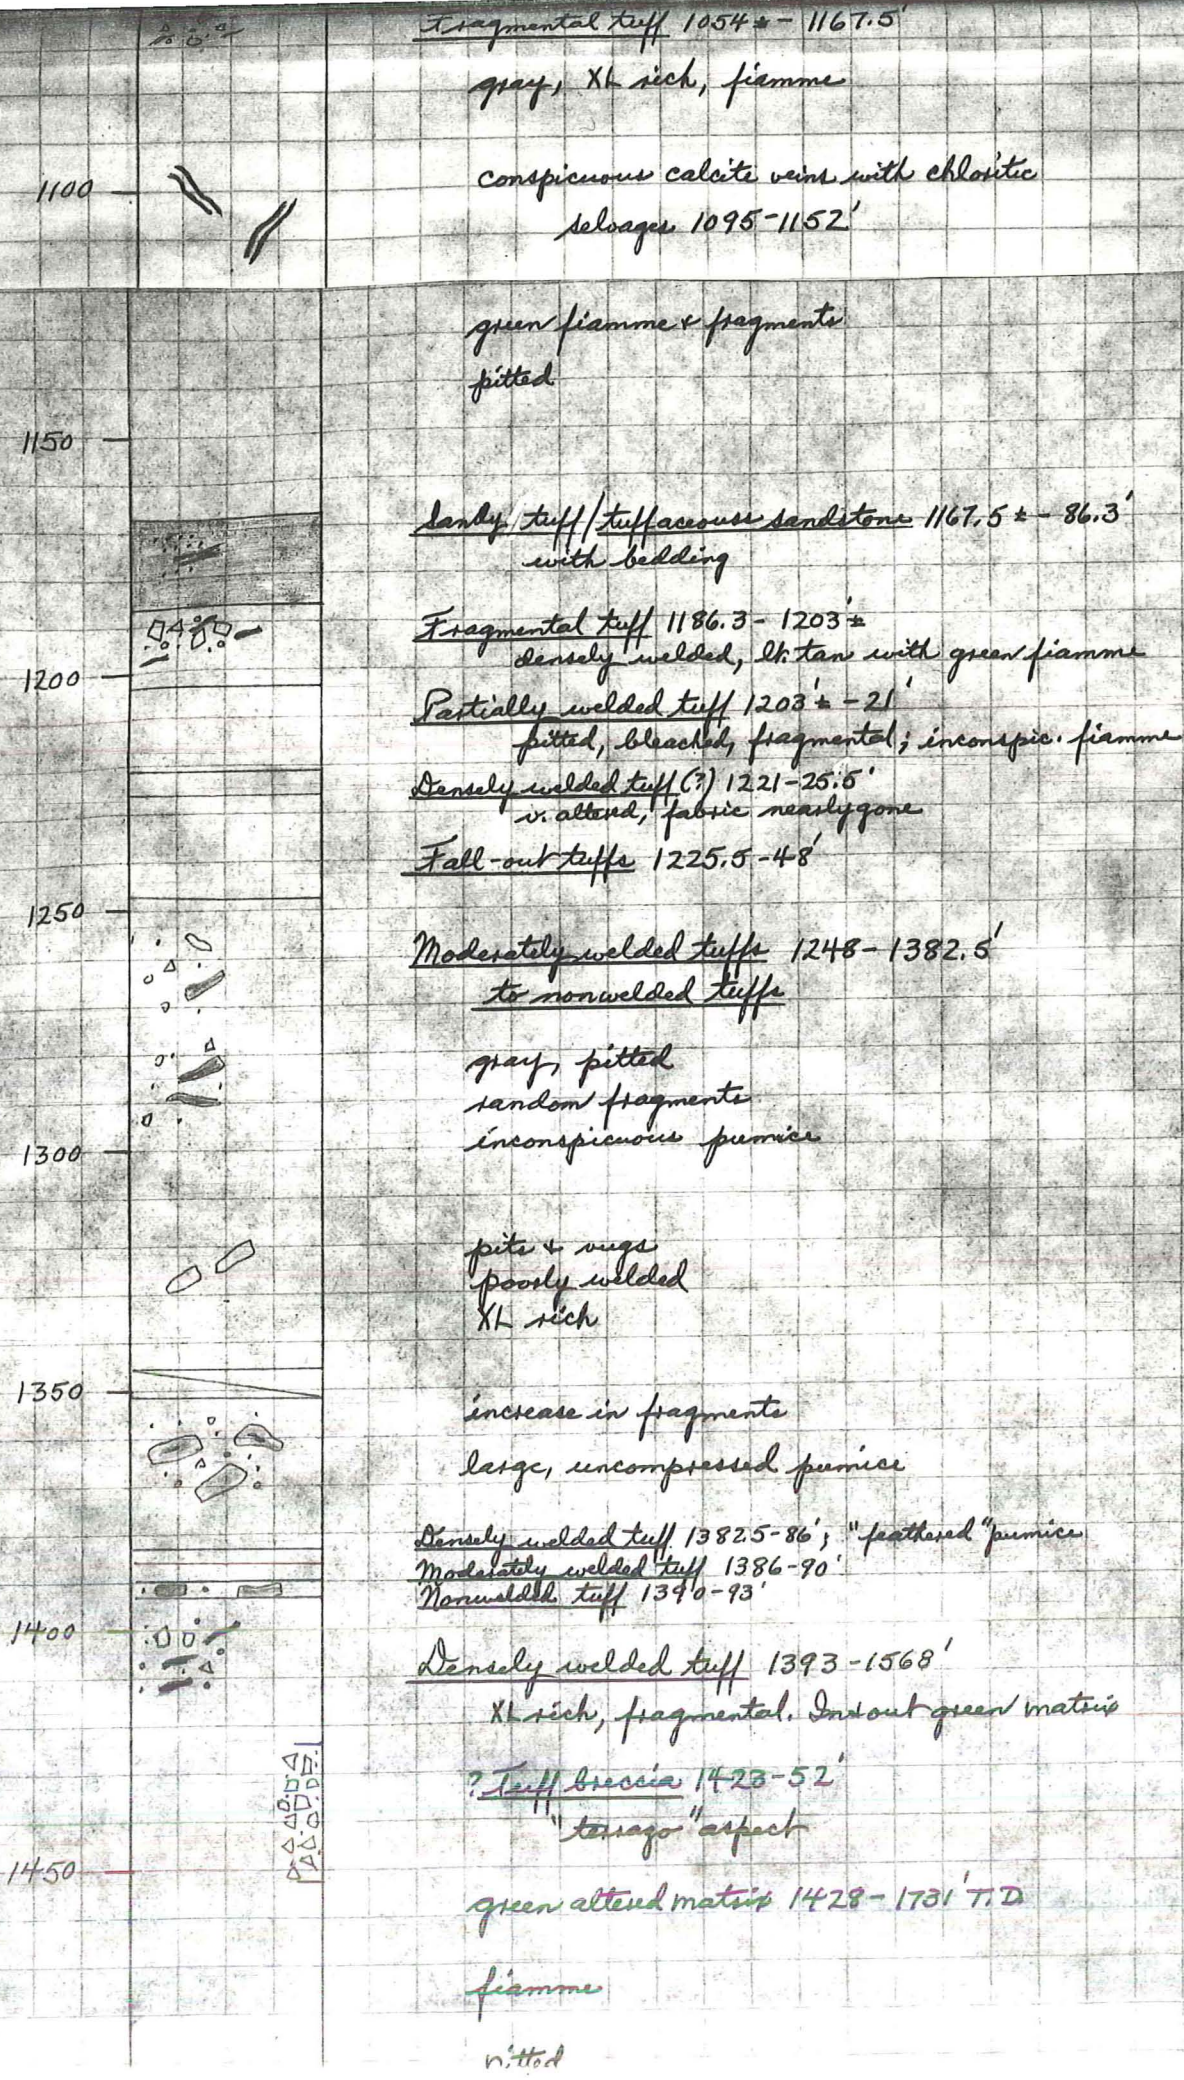 Fragmental tuff 1054± - 1167.5'
gray, XL rich, fiamme
1100
conspicuous calcite veins with chloritic
selvages 1095-1152'
green fiamme & fragments
pitted
1150
Sandy tuff/tuffaceous sandstone 1167.5± - 86.3'
with bedding
Fragmental tuff 1186.3 - 1203'±
densely welded, lt. tan with green fiamme
1200
Partially welded tuff 1203'± -21'
pitted, bleached, fragmental; inconspic. fiamme
Densely welded tuff(?) 1221-25.5'
v. altered, fabric nearly gone
Fall-out tuffs 1225.5-48'
1250
Moderately welded tuffs 1248-1382.5'
to nonwelded tuffs
gray, pitted
random fragments
inconspicuous pumice
1300
pits & vugs
poorly welded
XL rich
1350
increase in fragments
large, uncompressed pumice
Densely welded tuff 1382.5-86'; "feathered" pumice
Moderately welded tuff 1386-90'
Nonwelded tuff 1390-93'
1400
Densely welded tuff 1393-1568'
XL rich, fragmental. In & out green matrix
? Tuff breccia 1423-52'
"terrazo" aspect
1450
green altered matrix 1428-1731' T.D.
fiamme
pitted